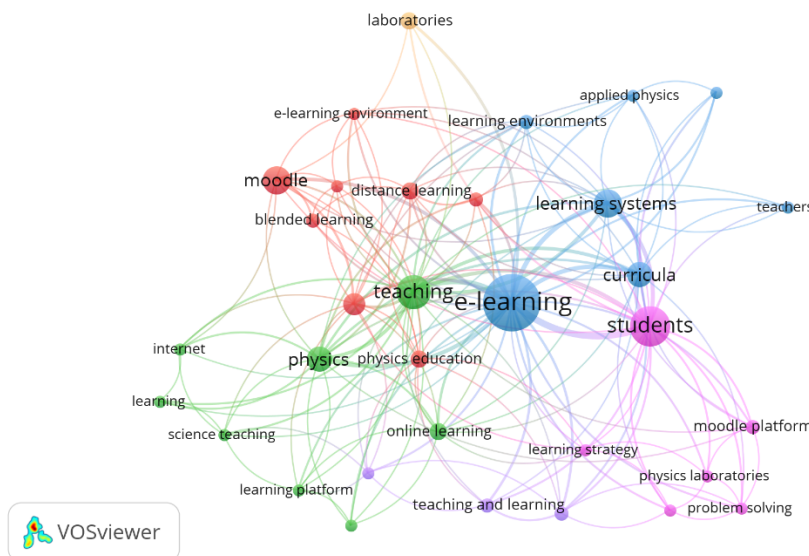 laboratories
applied physics
e-learning environment
learning environments
moodle
distance learning
learning systems
blended learning
teachers
curricula
teaching
e-learning
students
internet
physics
physics education
learning
science teaching
online learning
moodle platform
learning strategy
learning platform
physics laboratories
teaching and learning
problem solving
VOSviewer